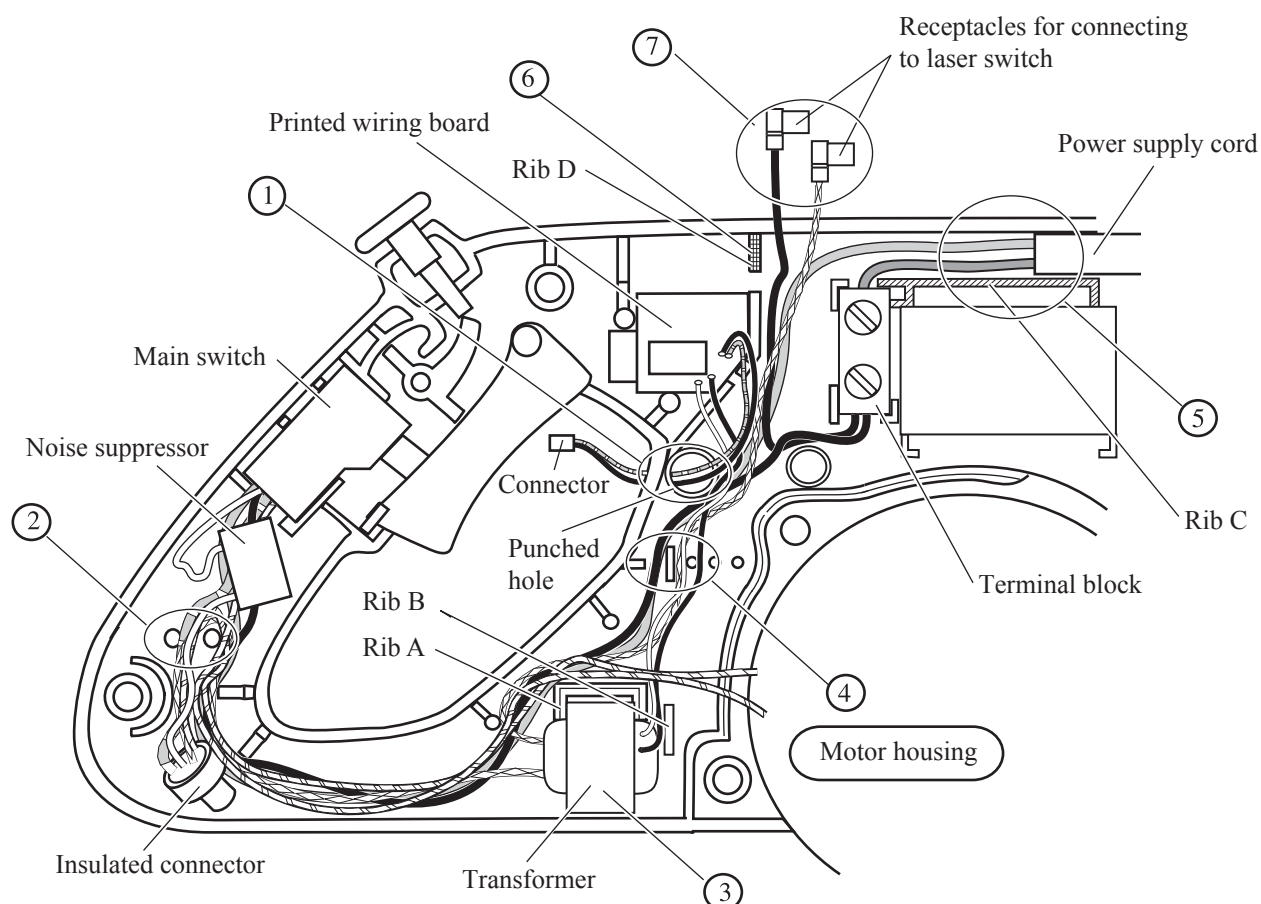 Receptacles for connecting
to laser switch
7
6
Printed wiring board
Power supply cord
Rib D
1
Main switch
5
Noise suppressor
Connector
2
Rib C
Punched
hole
Terminal block
Rib B
Rib A
4
Motor housing
Insulated connector
Transformer
3